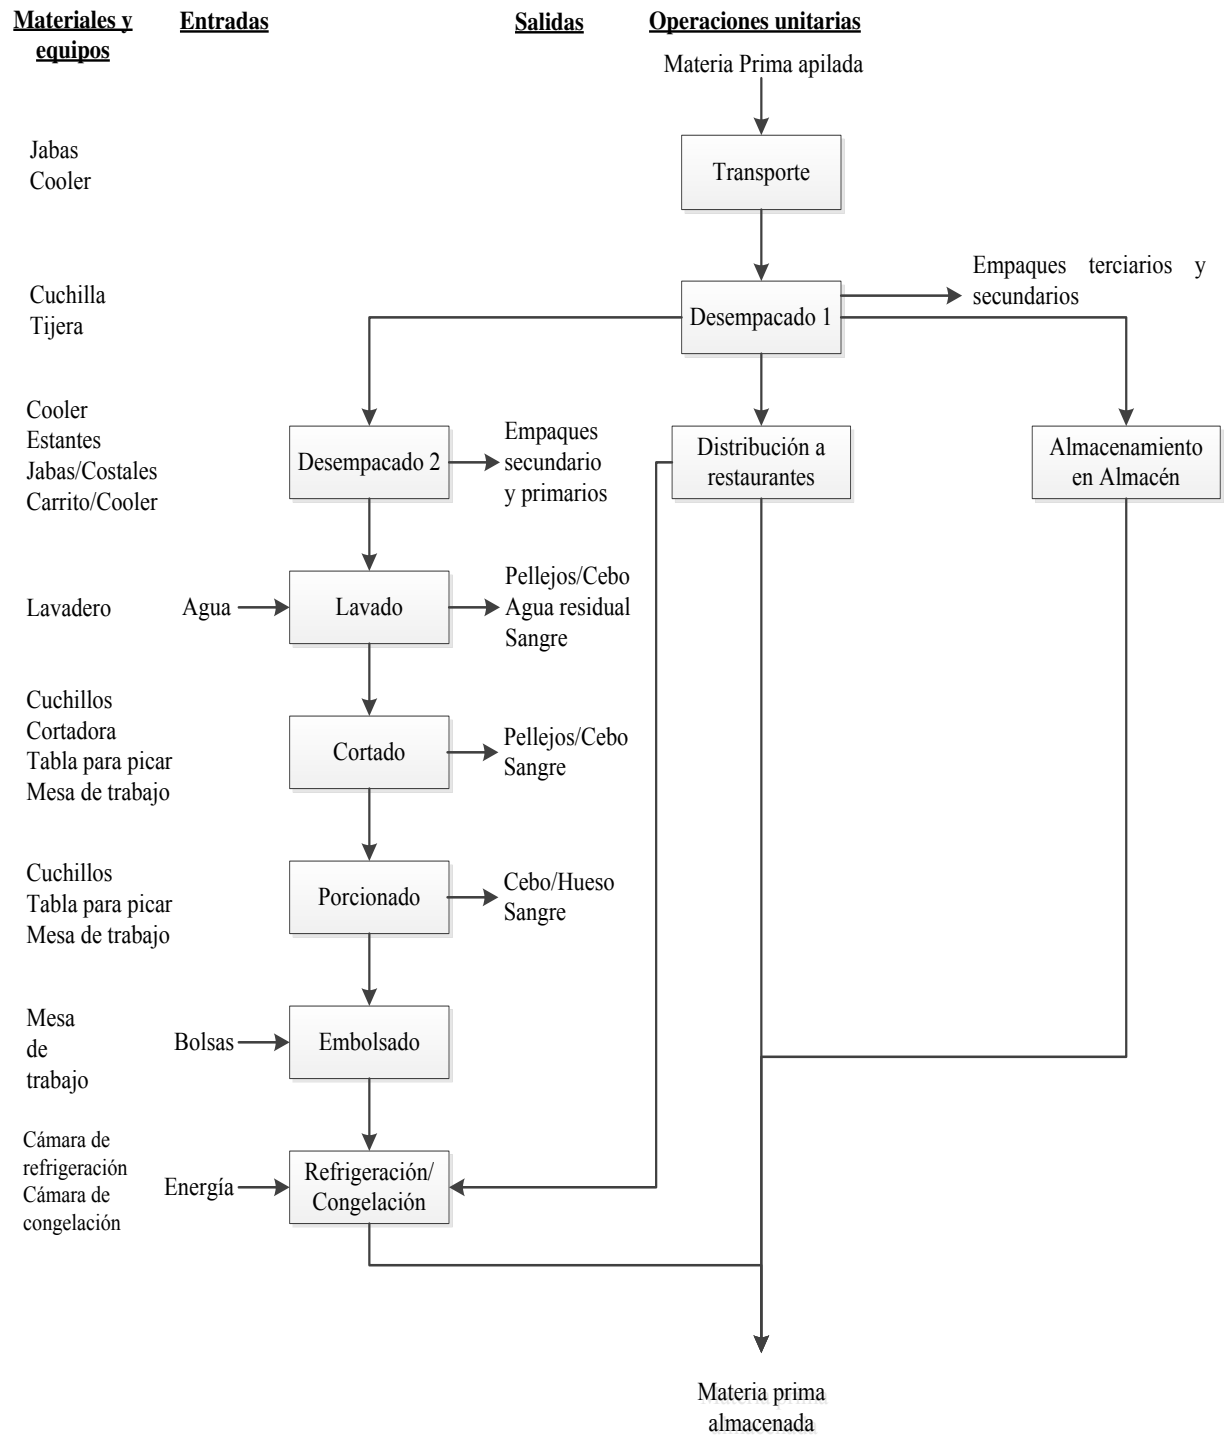 Materiales y
equipos
Entradas
Salidas
Operaciones unitarias
Materia Prima apilada
Jabas
Cooler
Transporte
Cuchilla
Tijera
Desempacado 1
Empaques terciarios y
secundarios
Cooler
Estantes
Jabas/Costales
Carrito/Cooler
Desempacado 2
Empaques
secundario
y primarios
Distribución a
restaurantes
Almacenamiento
en Almacén
Lavadero
Agua
Lavado
Pellejos/Cebo
Agua residual
Sangre
Cuchillos
Cortadora
Tabla para picar
Mesa de trabajo
Cortado
Pellejos/Cebo
Sangre
Cuchillos
Tabla para picar
Mesa de trabajo
Porcionado
Cebo/Hueso
Sangre
Mesa
de
trabajo
Bolsas
Embolsado
Cámara de
refrigeración
Cámara de
congelación
Energía
Refrigeración/
Congelación
Materia prima
almacenada